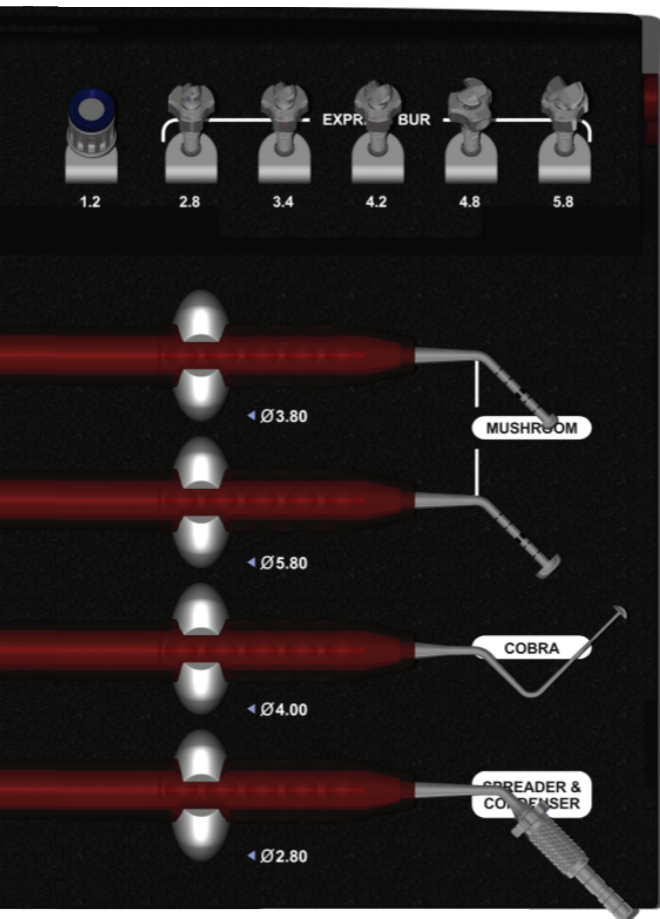 EXPR BUR
1.2 2.8 3.4 4.2 4.8 5.8
Ø3.80
MUSHROOM
Ø5.80
COBRA
Ø4.00
SPREADER &
CONDENSER
Ø2.80